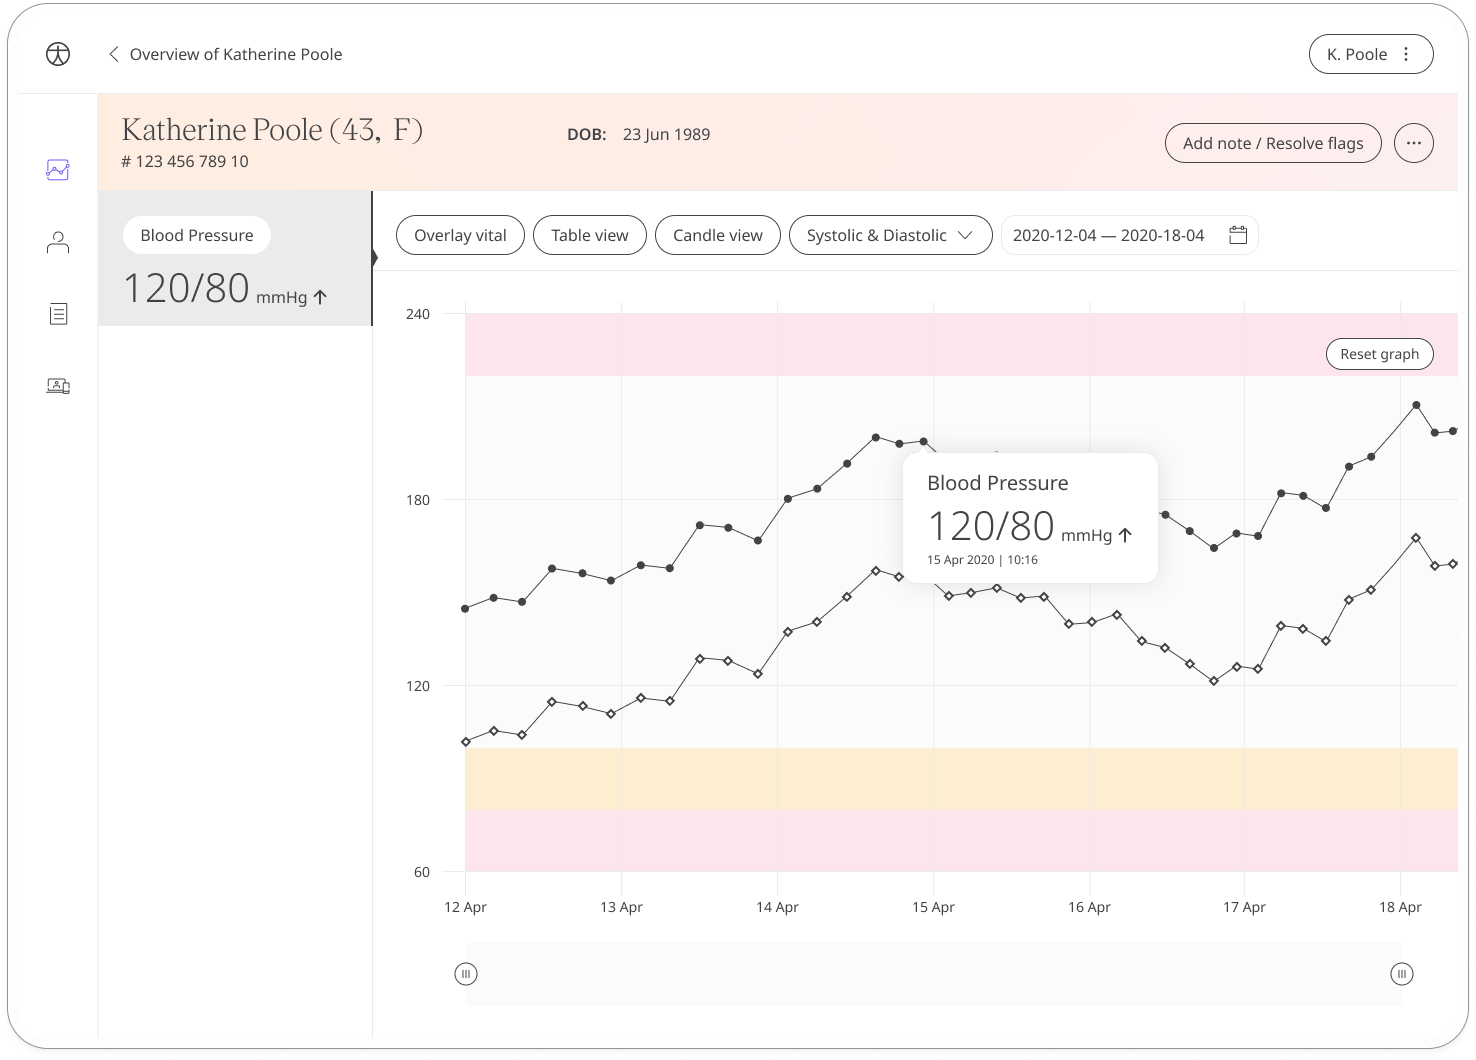 Overview of Katherine Poole
K. Poole
Katherine Poole (43, F)
# 123 456 789 10
DOB: 23 Jun 1989
Add note / Resolve flags
Blood Pressure
120/80 mmHg
Overlay vital
Table view
Candle view
Systolic & Diastolic
2020-12-04 — 2020-18-04
240
Reset graph
180
Blood Pressure
120/80 mmHg
15 Apr 2020 | 10:16
120
60
12 Apr
13 Apr
14 Apr
15 Apr
16 Apr
17 Apr
18 Apr